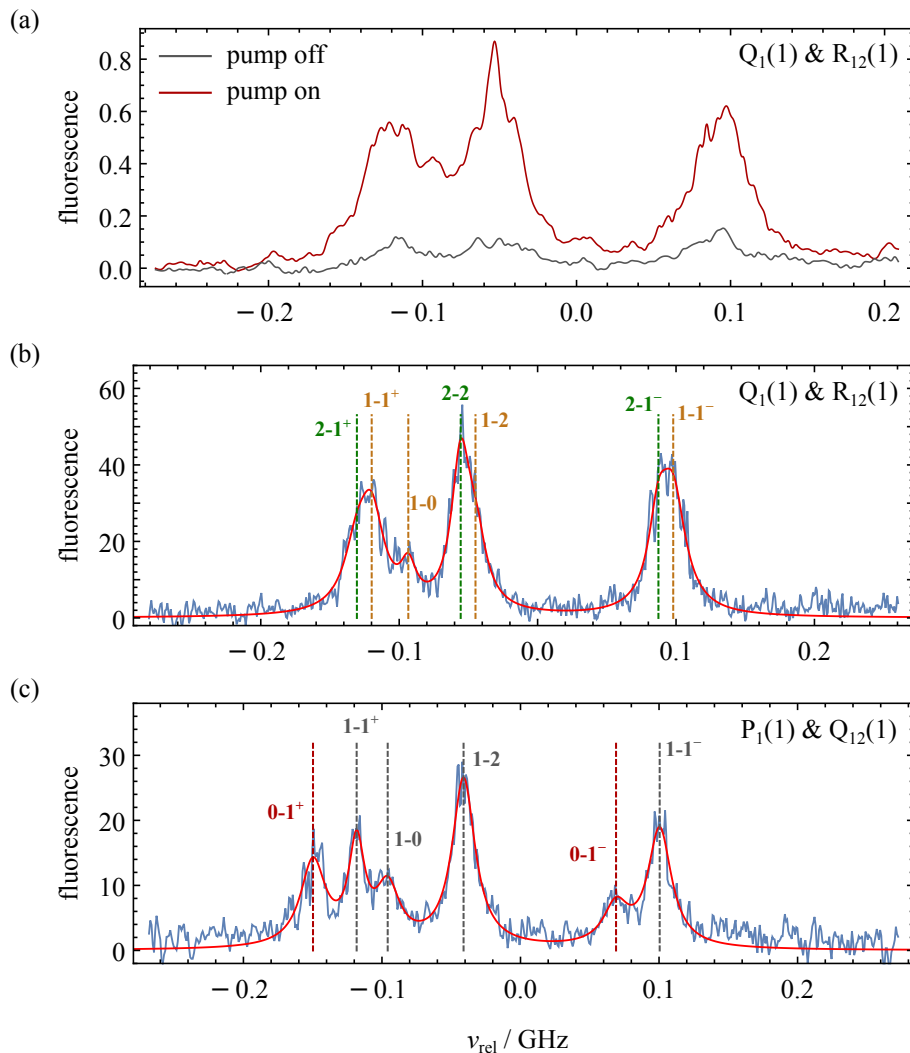 (a)
pump off
pump on
Q₁(1) & R₁₂(1)
fluorescence
0.8
0.6
0.4
0.2
0.0
−0.2 −0.1 0.0 0.1 0.2
(b)
Q₁(1) & R₁₂(1)
fluorescence
60
40
20
0
2-1⁺
1-1⁺
1-0
2-2
1-2
2-1⁻
1-1⁻
−0.2 −0.1 0.0 0.1 0.2
(c)
P₁(1) & Q₁₂(1)
fluorescence
30
20
10
0
0-1⁺
1-1⁺
1-0
1-2
0-1⁻
1-1⁻
−0.2 −0.1 0.0 0.1 0.2
νrel / GHz